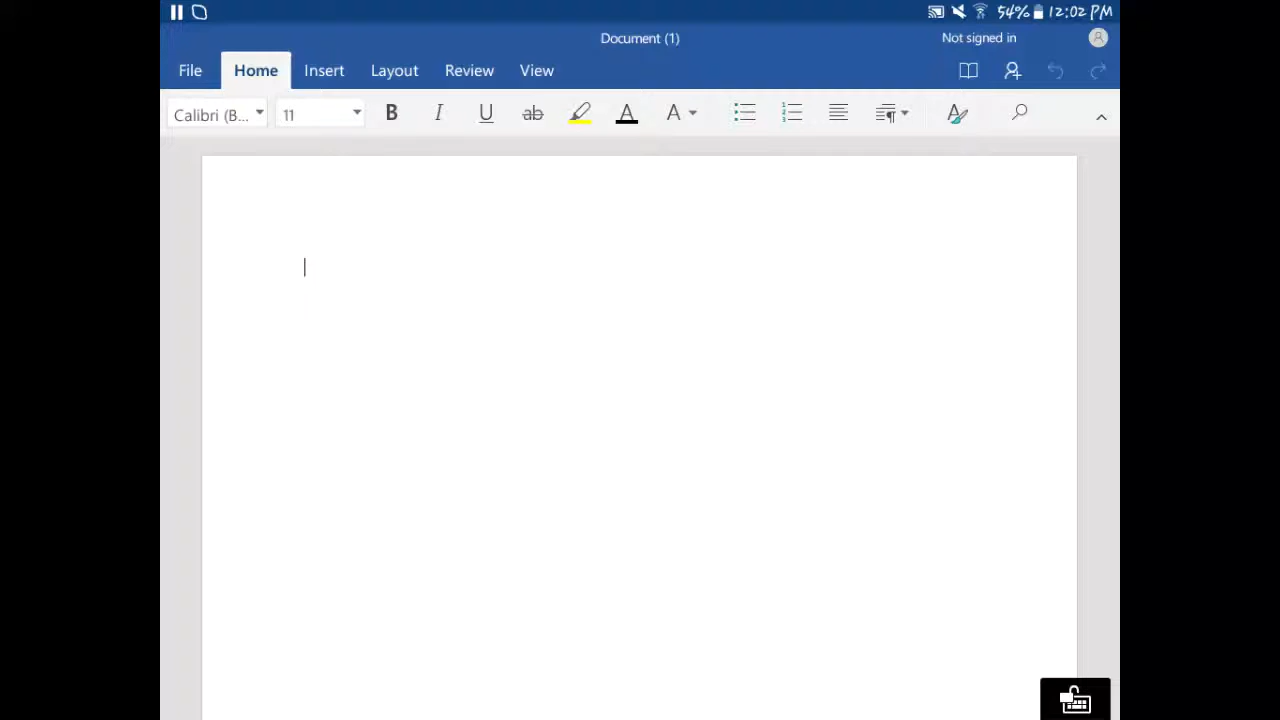 54% 12:02 PM
Document (1)
Not signed in
File Home Insert Layout Review View
Calibri (B... 11 B I U ab A A